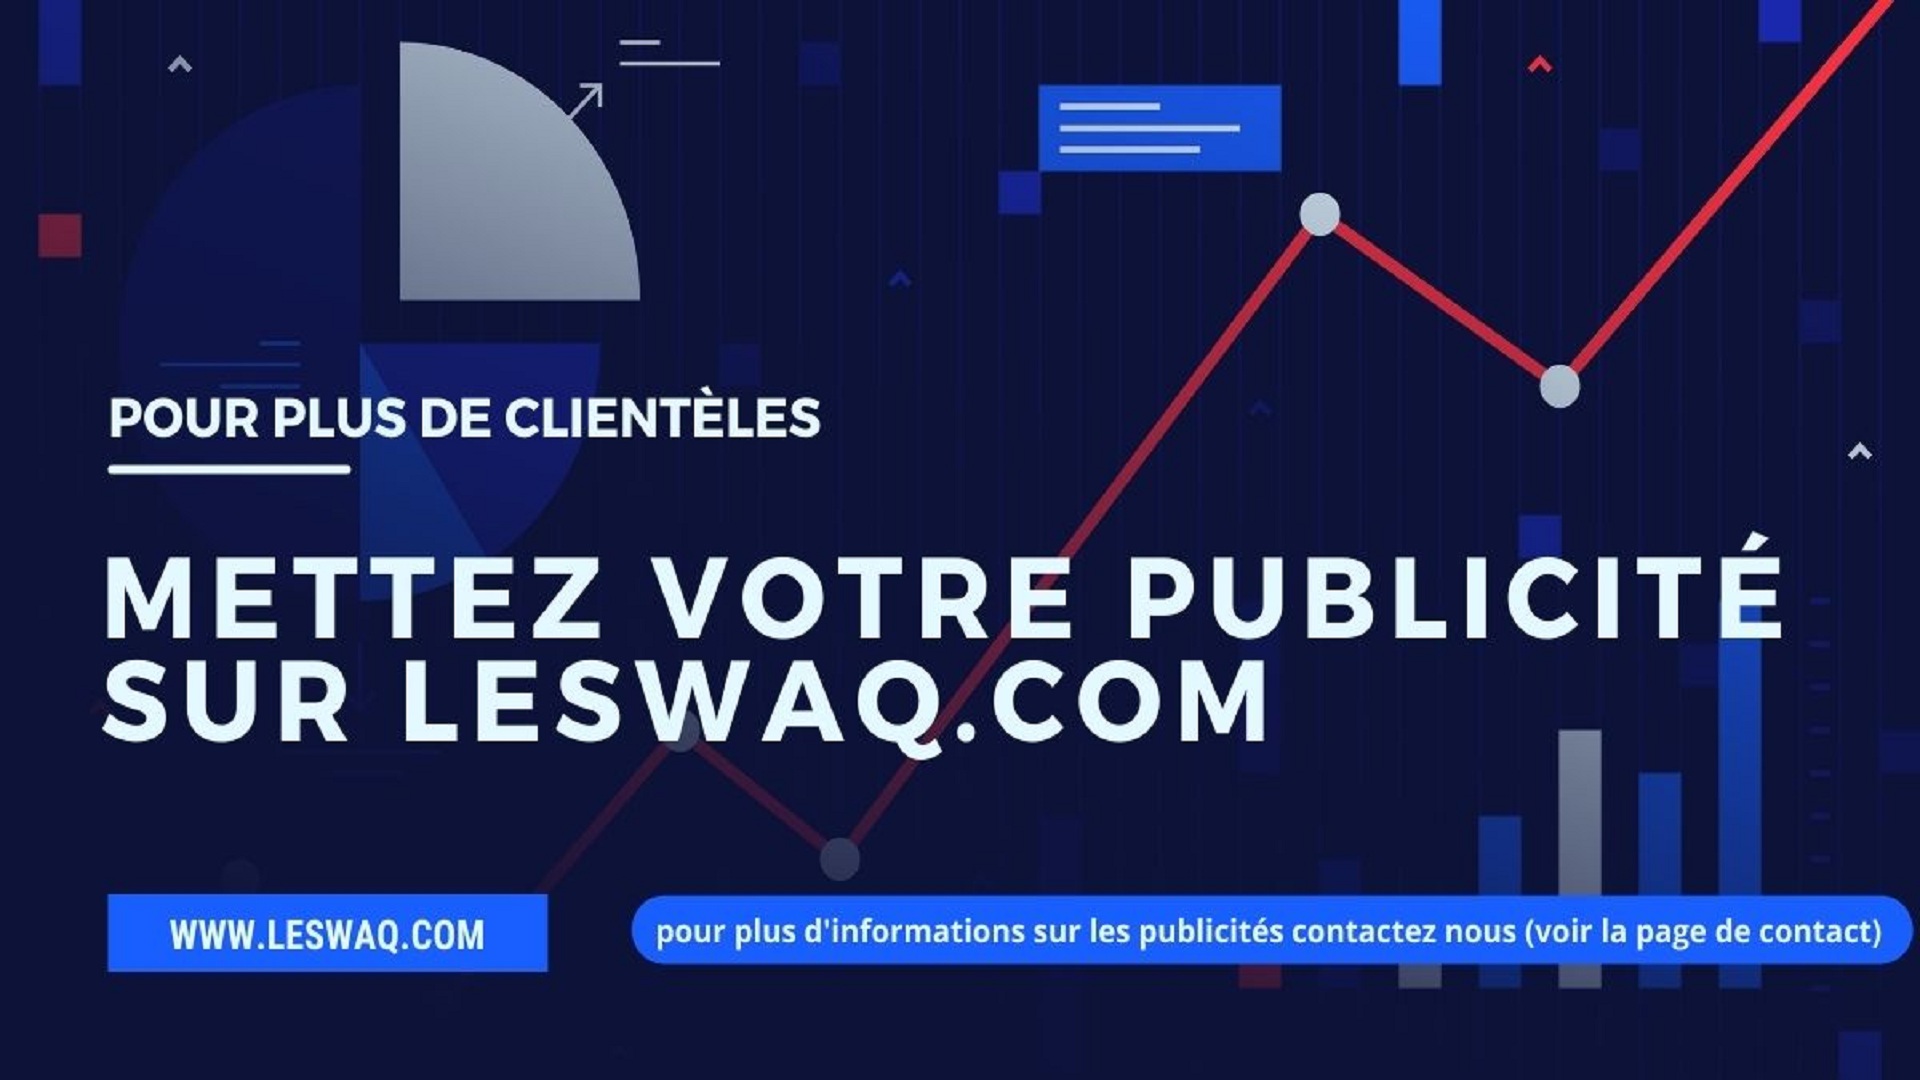 POUR PLUS DE CLIENTÈLES
METTEZ VOTRE PUBLICITÉ
SUR LESWAQ.COM
WWW.LESWAQ.COM
pour plus d'informations sur les publicités contactez nous (voir la page de contact)